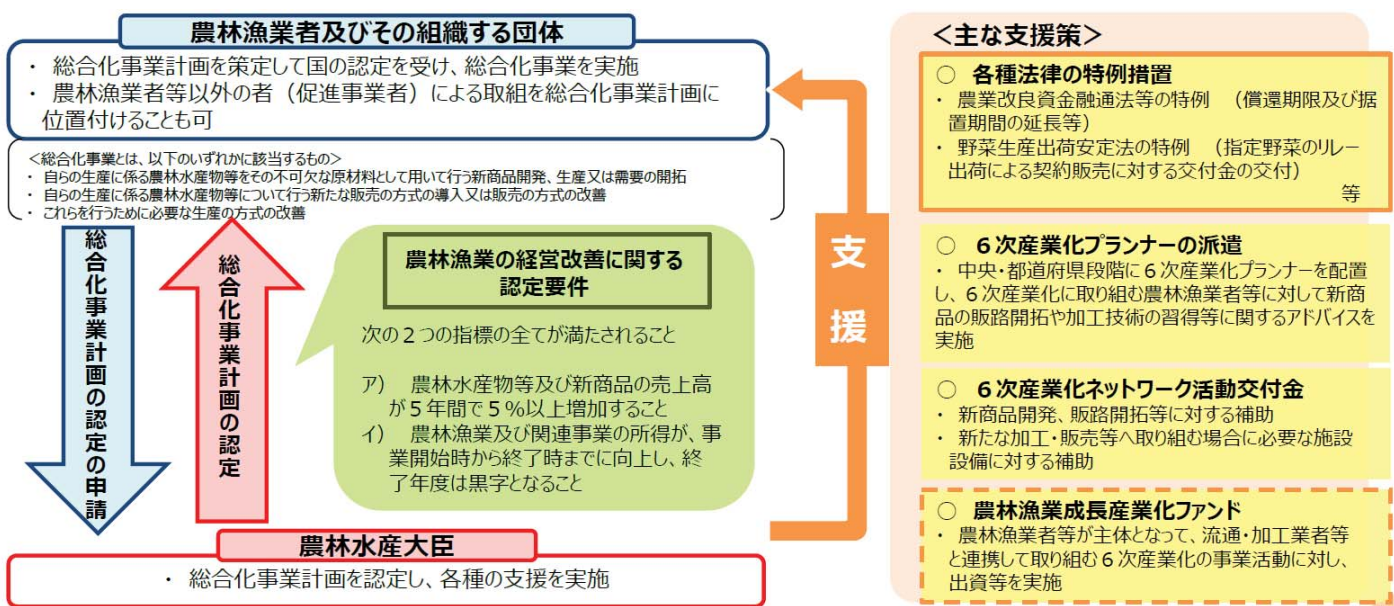 農林漁業者及びその組織する団体
・ 総合化事業計画を策定して国の認定を受け、総合化事業を実施
・ 農林漁業者等以外の者（促進事業者）による取組を総合化事業計画に
位置付けることも可
＜総合化事業とは、以下のいずれかに該当するもの＞
・ 自らの生産に係る農林水産物等をその不可欠な原材料として用いて行う新商品開発、生産又は需要の開拓
・ 自らの生産に係る農林水産物等について行う新たな販売の方式の導入又は販売の方式の改善
・ これらを行うために必要な生産の方式の改善
総合化事業計画の認定の申請
総合化事業計画の認定
農林漁業の経営改善に関する
認定要件
次の２つの指標の全てが満たされること
ア） 農林水産物等及び新商品の売上高
が５年間で５％以上増加すること
イ） 農林漁業及び関連事業の所得が、事
業開始時から終了時までに向上し、終
了年度は黒字となること
農林水産大臣
・ 総合化事業計画を認定し、各種の支援を実施
支援
＜主な支援策＞
○ 各種法律の特例措置
・ 農業改良資金融通法等の特例 （償還期限及び据
置期間の延長等）
・ 野菜生産出荷安定法の特例 （指定野菜のリレー
出荷による契約販売に対する交付金の交付）
等
○ ６次産業化プランナーの派遣
・ 中央・都道府県段階に６次産業化プランナーを配置
し、６次産業化に取り組む農林漁業者等に対して新商
品の販路開拓や加工技術の習得等に関するアドバイスを
実施
○ ６次産業化ネットワーク活動交付金
・ 新商品開発、販路開拓等に対する補助
・ 新たな加工・販売等へ取り組む場合に必要な施設
設備に対する補助
○ 農林漁業成長産業化ファンド
・ 農林漁業者等が主体となって、流通・加工業者等
と連携して取り組む６次産業化の事業活動に対し、
出資等を実施